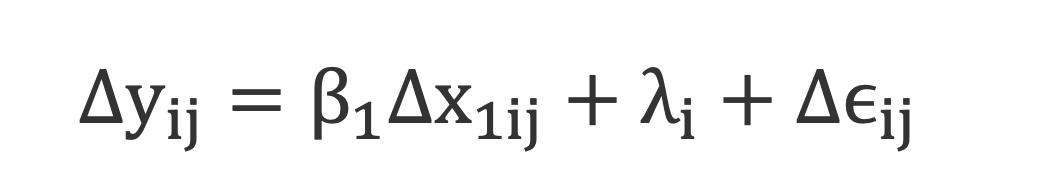 Δyᵢⱼ = β₁Δx₁ᵢⱼ + λᵢ + Δϵᵢⱼ